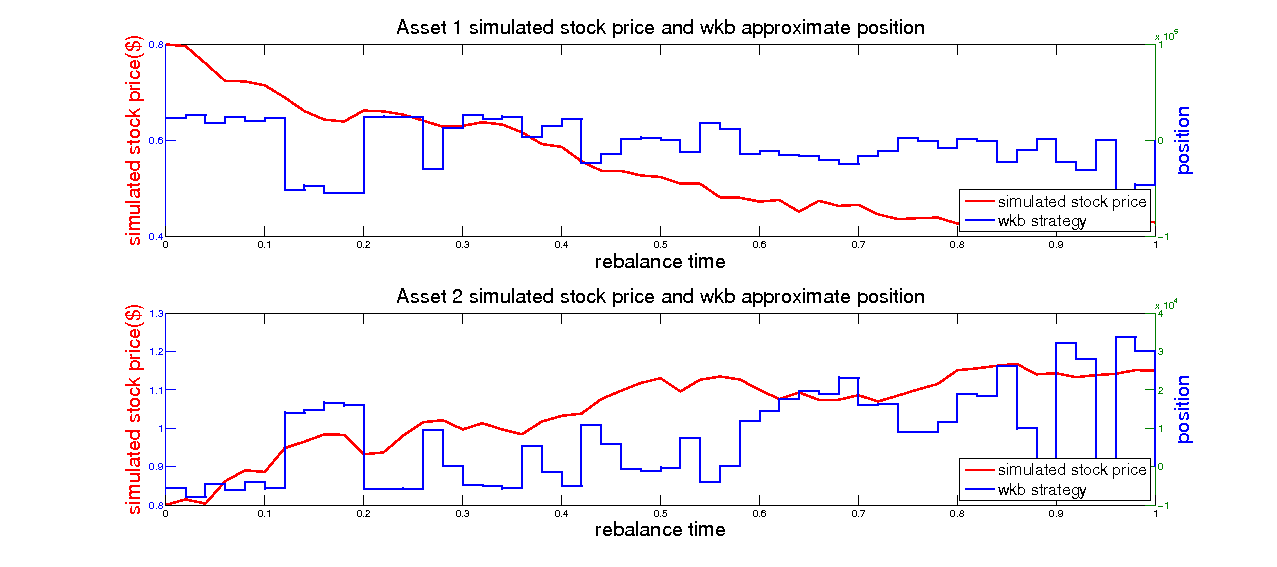 Asset 1 simulated stock price and wkb approximate position
x 10^5
simulated stock price($)
0.8
0.6
0.4
1
0
-1
position
simulated stock price
wkb strategy
0 0.1 0.2 0.3 0.4 0.5 0.6 0.7 0.8 0.9 1
rebalance time
Asset 2 simulated stock price and wkb approximate position
x 10^4
simulated stock price($)
1.3
1.2
1.1
1
0.9
0.8
4
3
2
1
0
-1
position
simulated stock price
wkb strategy
0 0.1 0.2 0.3 0.4 0.5 0.6 0.7 0.8 0.9 1
rebalance time